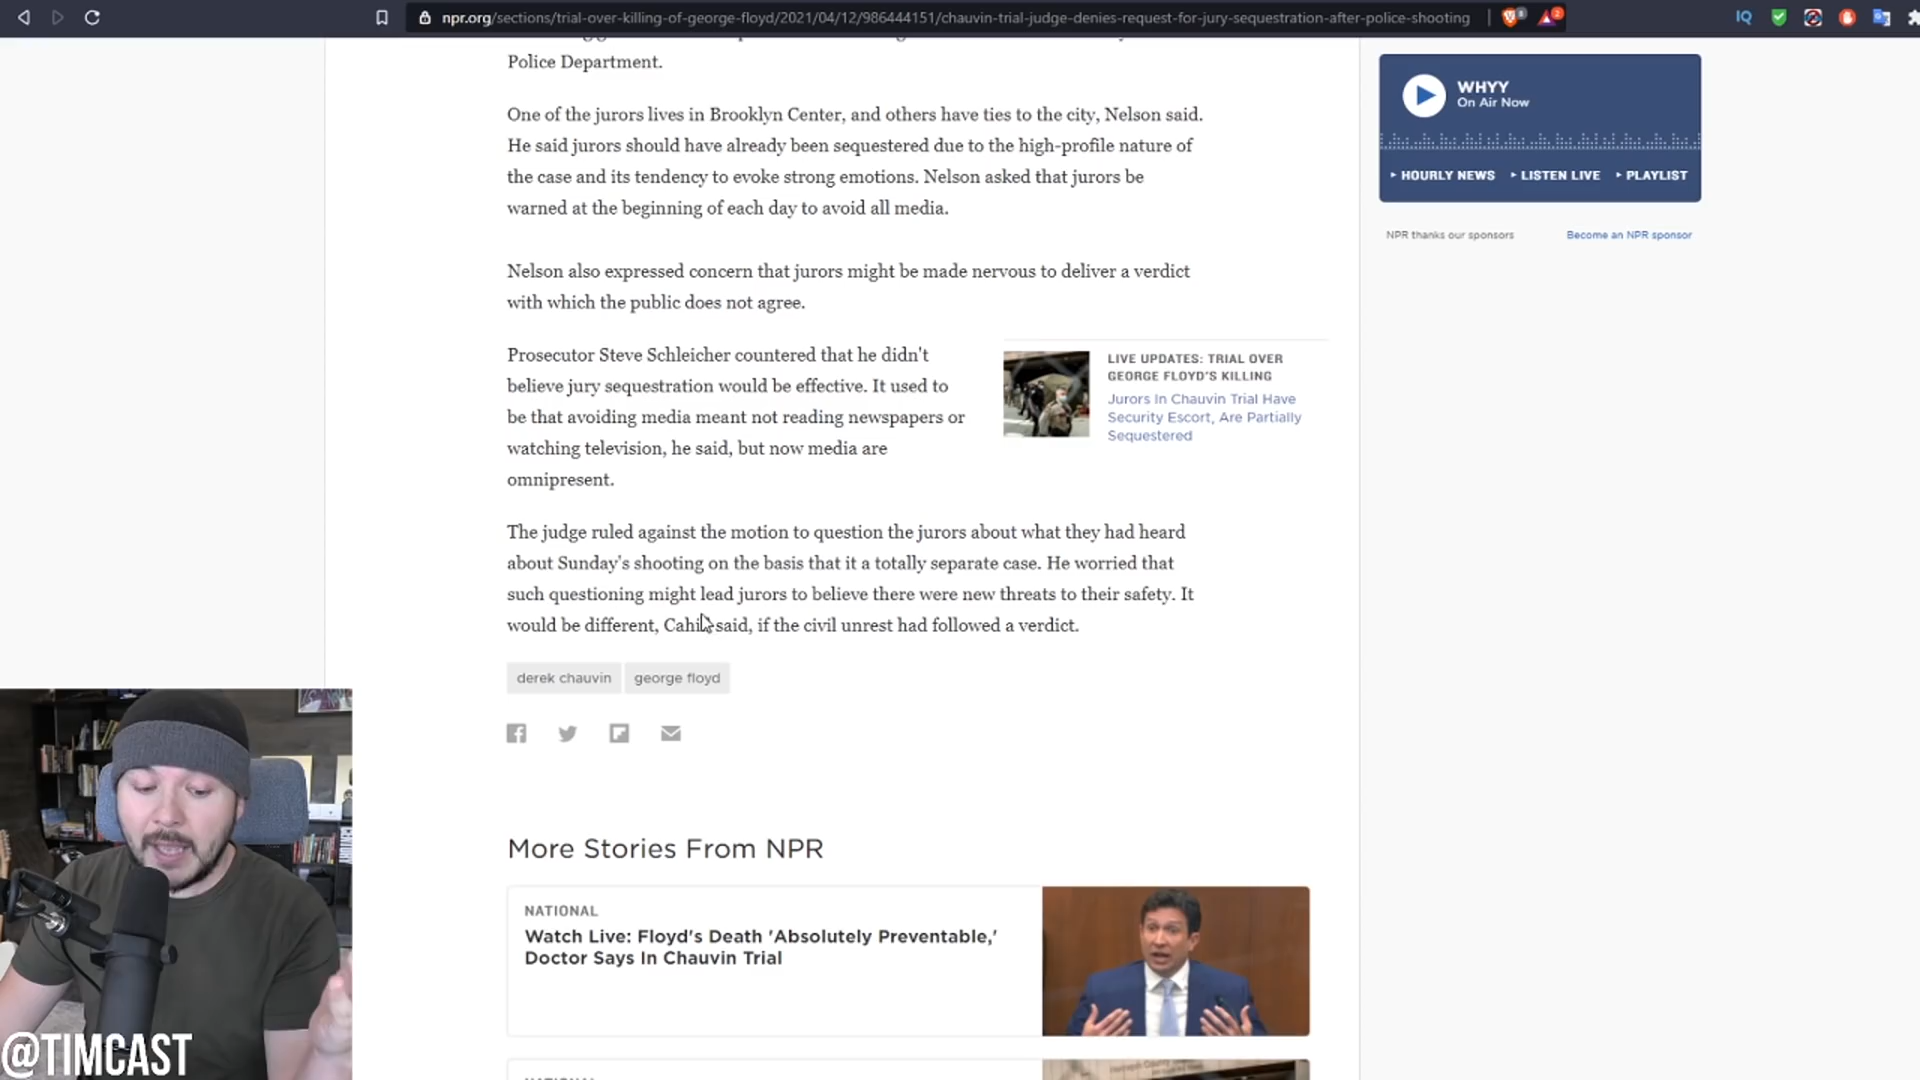 npr.org/sections/trial-over-killing-of-george-floyd/2021/04/12/986444151/chauvin-trial-judge-denies-request-for-jury-sequestration-after-police-shooting
Police Department.
One of the jurors lives in Brooklyn Center, and others have ties to the city, Nelson said.
He said jurors should have already been sequestered due to the high-profile nature of
the case and its tendency to evoke strong emotions. Nelson asked that jurors be
warned at the beginning of each day to avoid all media.
Nelson also expressed concern that jurors might be made nervous to deliver a verdict
with which the public does not agree.
Prosecutor Steve Schleicher countered that he didn't
believe jury sequestration would be effective. It used to
be that avoiding media meant not reading newspapers or
watching television, he said, but now media are
omnipresent.
LIVE UPDATES: TRIAL OVER
GEORGE FLOYD'S KILLING
Jurors In Chauvin Trial Have
Security Escort, Are Partially
Sequestered
The judge ruled against the motion to question the jurors about what they had heard
about Sunday's shooting on the basis that it a totally separate case. He worried that
such questioning might lead jurors to believe there were new threats to their safety. It
would be different, Cahill said, if the civil unrest had followed a verdict.
derek chauvin
george floyd
More Stories From NPR
NATIONAL
Watch Live: Floyd's Death 'Absolutely Preventable,'
Doctor Says In Chauvin Trial
WHYY
On Air Now
HOURLY NEWS
LISTEN LIVE
PLAYLIST
NPR thanks our sponsors
Become an NPR sponsor
IQ
@TIMCAST